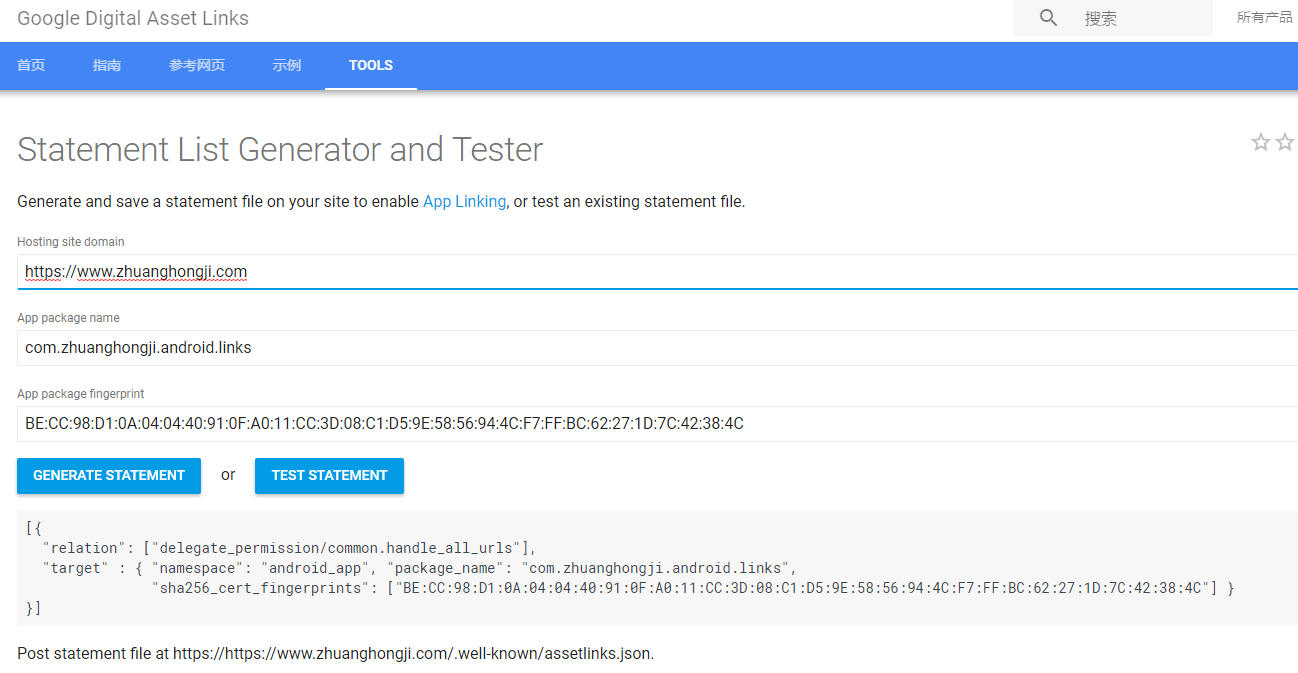 Google Digital Asset Links
搜索
所有产品
首页
指南
参考网页
示例
TOOLS
Statement List Generator and Tester
Generate and save a statement file on your site to enable App Linking, or test an existing statement file.
Hosting site domain
https://www.zhuanghongji.com
App package name
com.zhuanghongji.android.links
App package fingerprint
BE:CC:98:D1:0A:04:04:40:91:0F:A0:11:CC:3D:08:C1:D5:9E:58:56:94:4C:F7:FF:BC:62:27:1D:7C:42:38:4C
GENERATE STATEMENT or TEST STATEMENT
[{
  "relation": ["delegate_permission/common.handle_all_urls"],
  "target" : { "namespace": "android_app", "package_name": "com.zhuanghongji.android.links",
               "sha256_cert_fingerprints": ["BE:CC:98:D1:0A:04:04:40:91:0F:A0:11:CC:3D:08:C1:D5:9E:58:56:94:4C:F7:FF:BC:62:27:1D:7C:42:38:4C"] }
}]
Post statement file at https://https://www.zhuanghongji.com/.well-known/assetlinks.json.